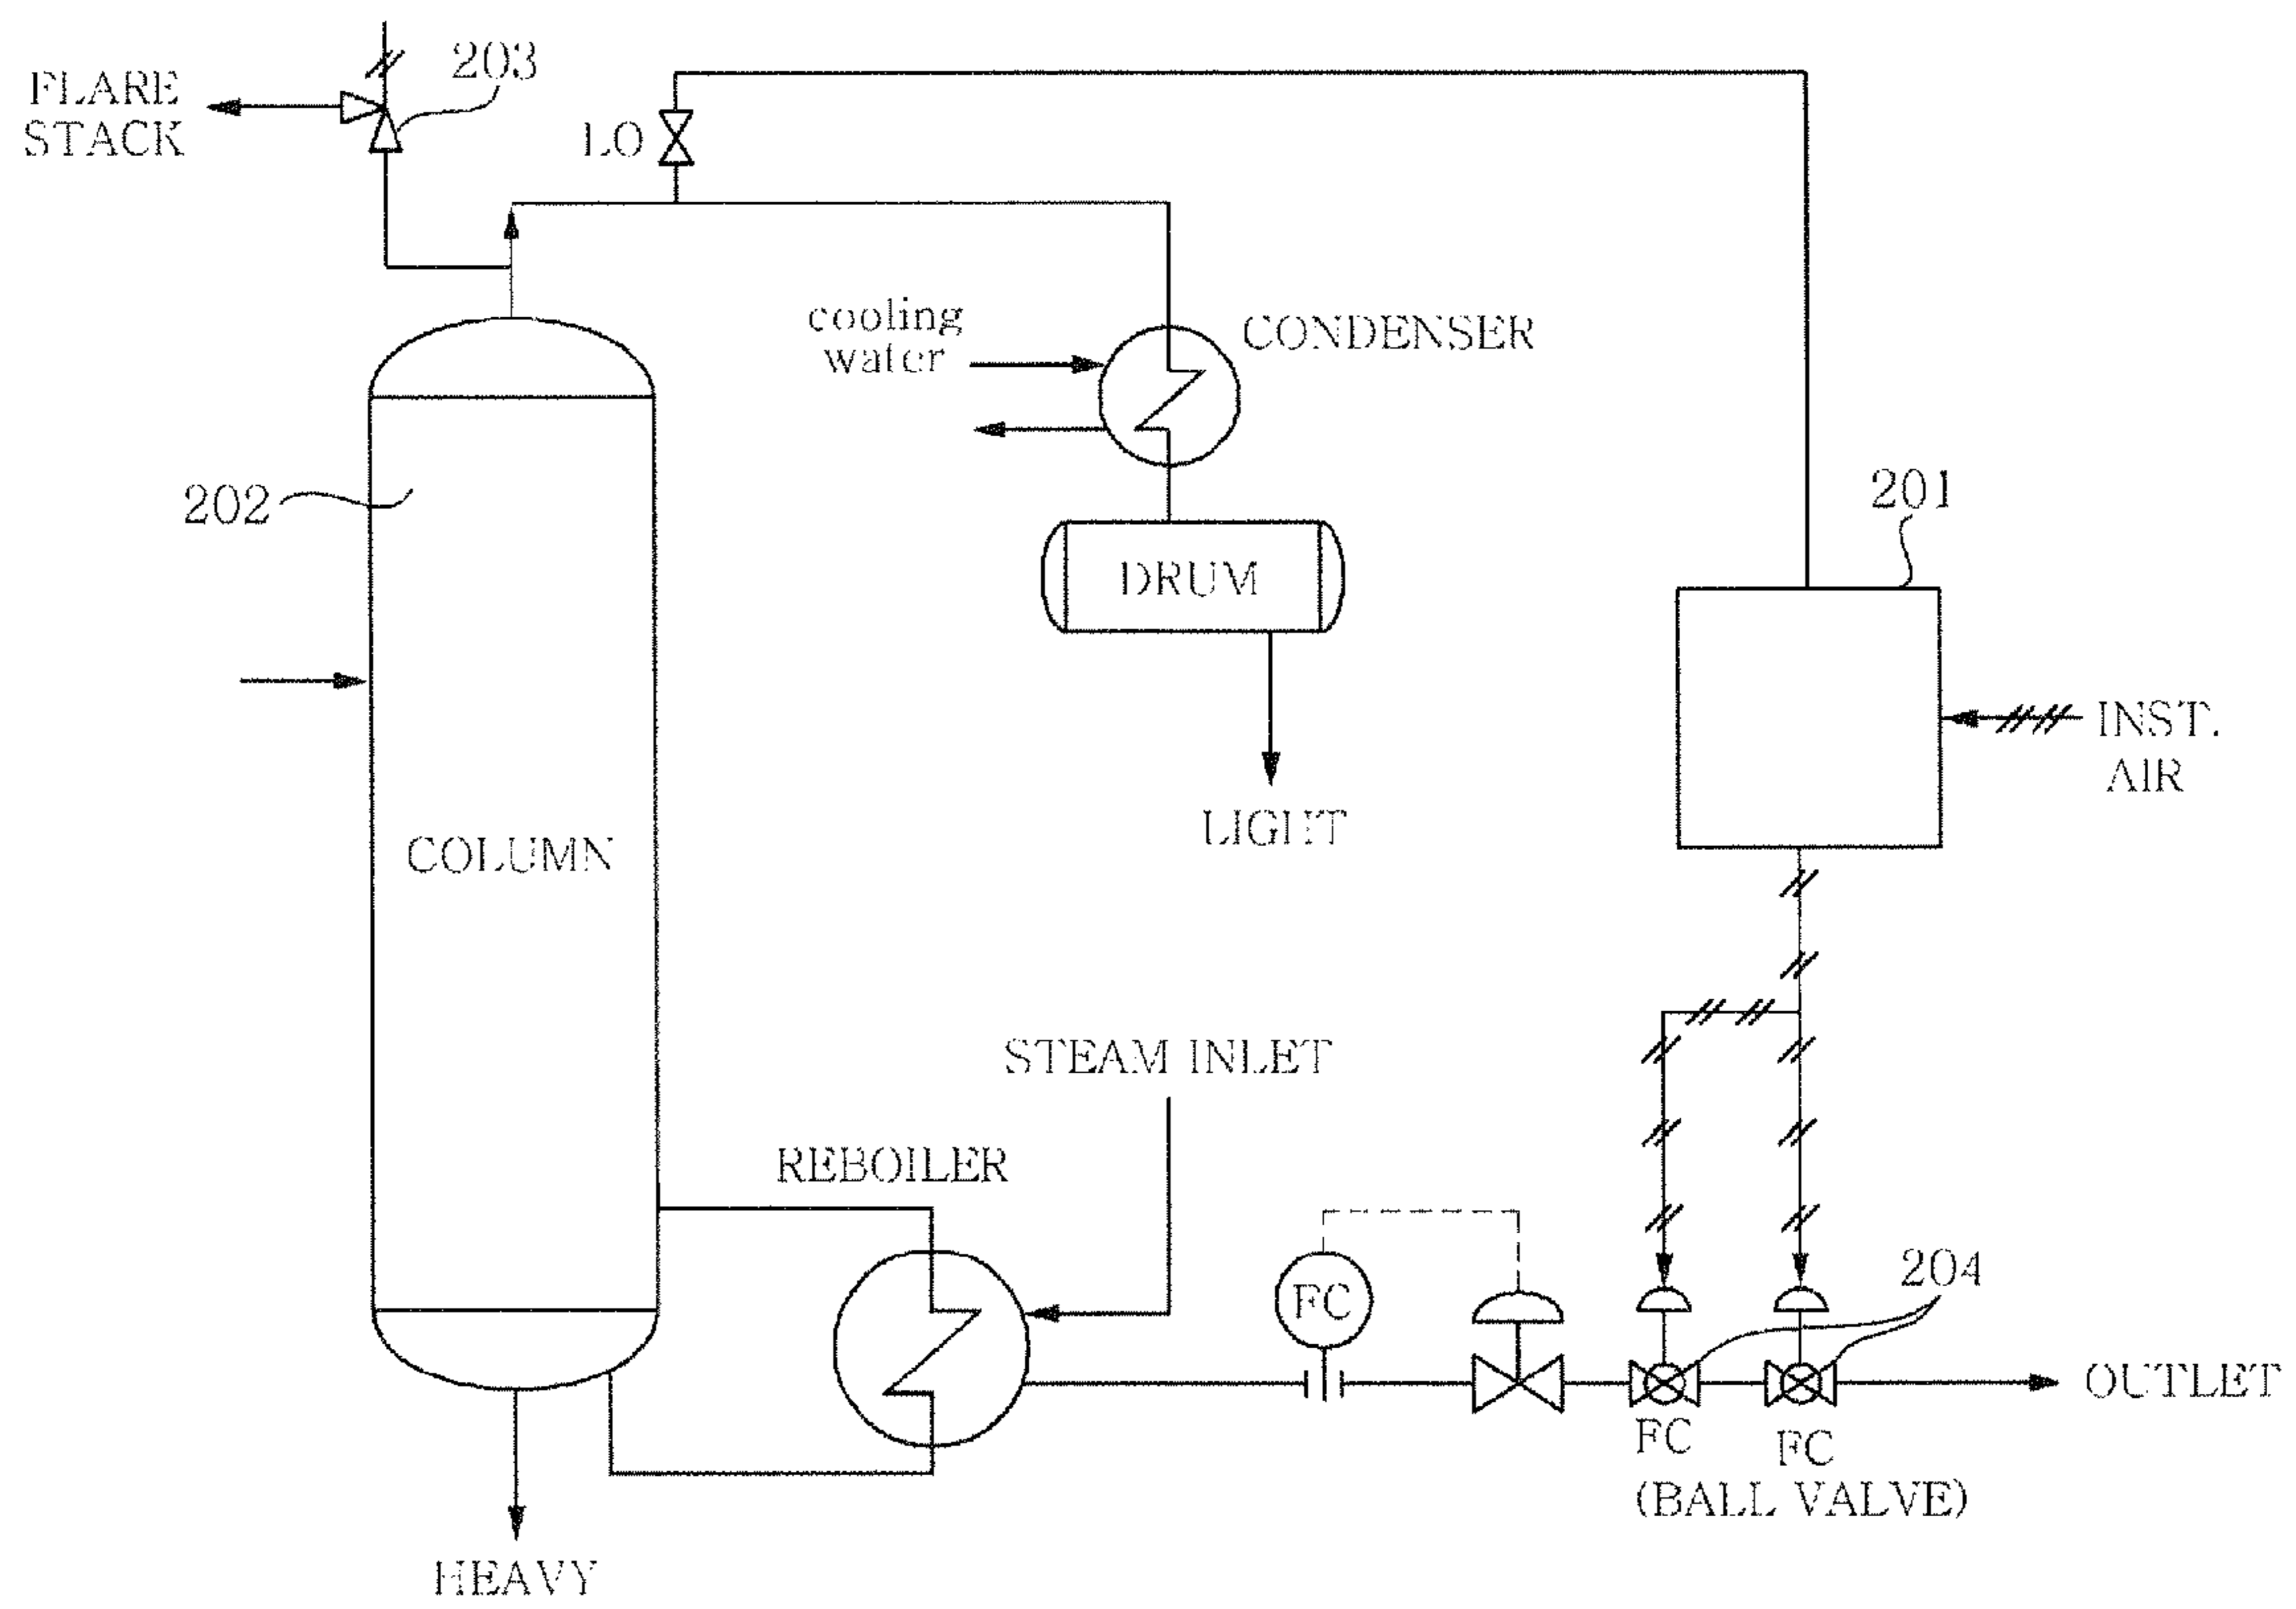 203
FLARE
STACK
LO
cooling
water
CONDENSER
202
201
DRUM
INST.
AIR
LIGHT
COLUMN
STEAM INLET
REBOILER
204
FC
OUTLET
FC
FC
(BALL VALVE)
HEAVY